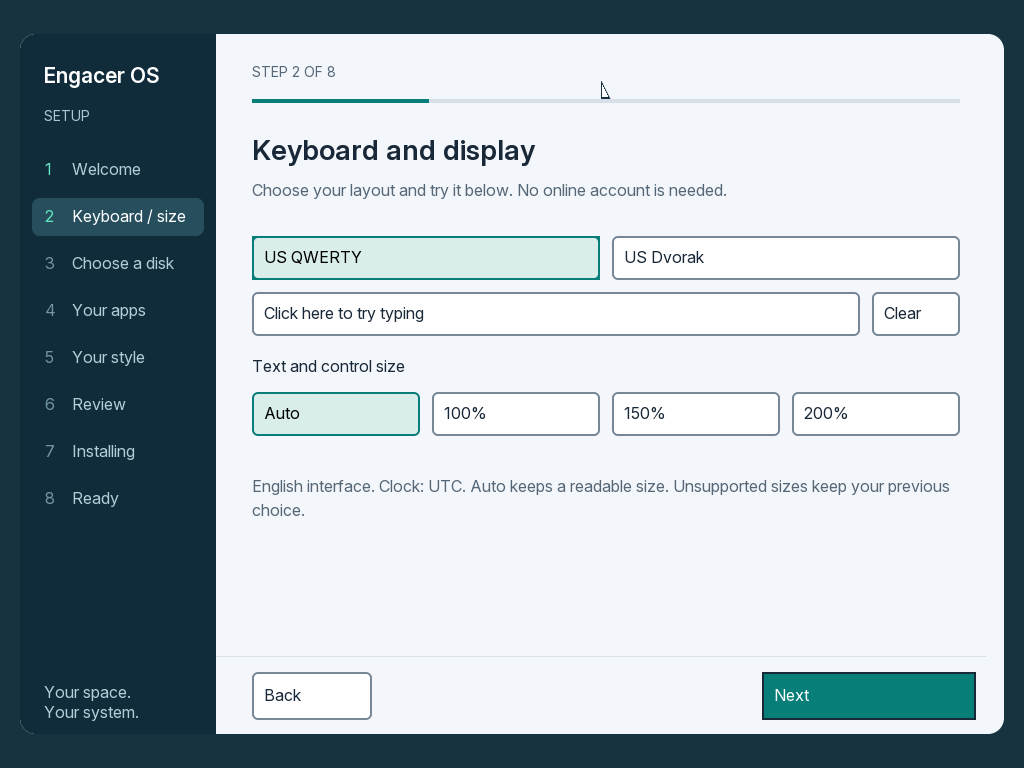 Engacer OS
SETUP
1 Welcome
2 Keyboard / size
3 Choose a disk
4 Your apps
5 Your style
6 Review
7 Installing
8 Ready
Your space.
Your system.
STEP 2 OF 8
Keyboard and display
Choose your layout and try it below. No online account is needed.
US QWERTY
US Dvorak
Click here to try typing
Clear
Text and control size
Auto
100%
150%
200%
English interface. Clock: UTC. Auto keeps a readable size. Unsupported sizes keep your previous
choice.
Back
Next